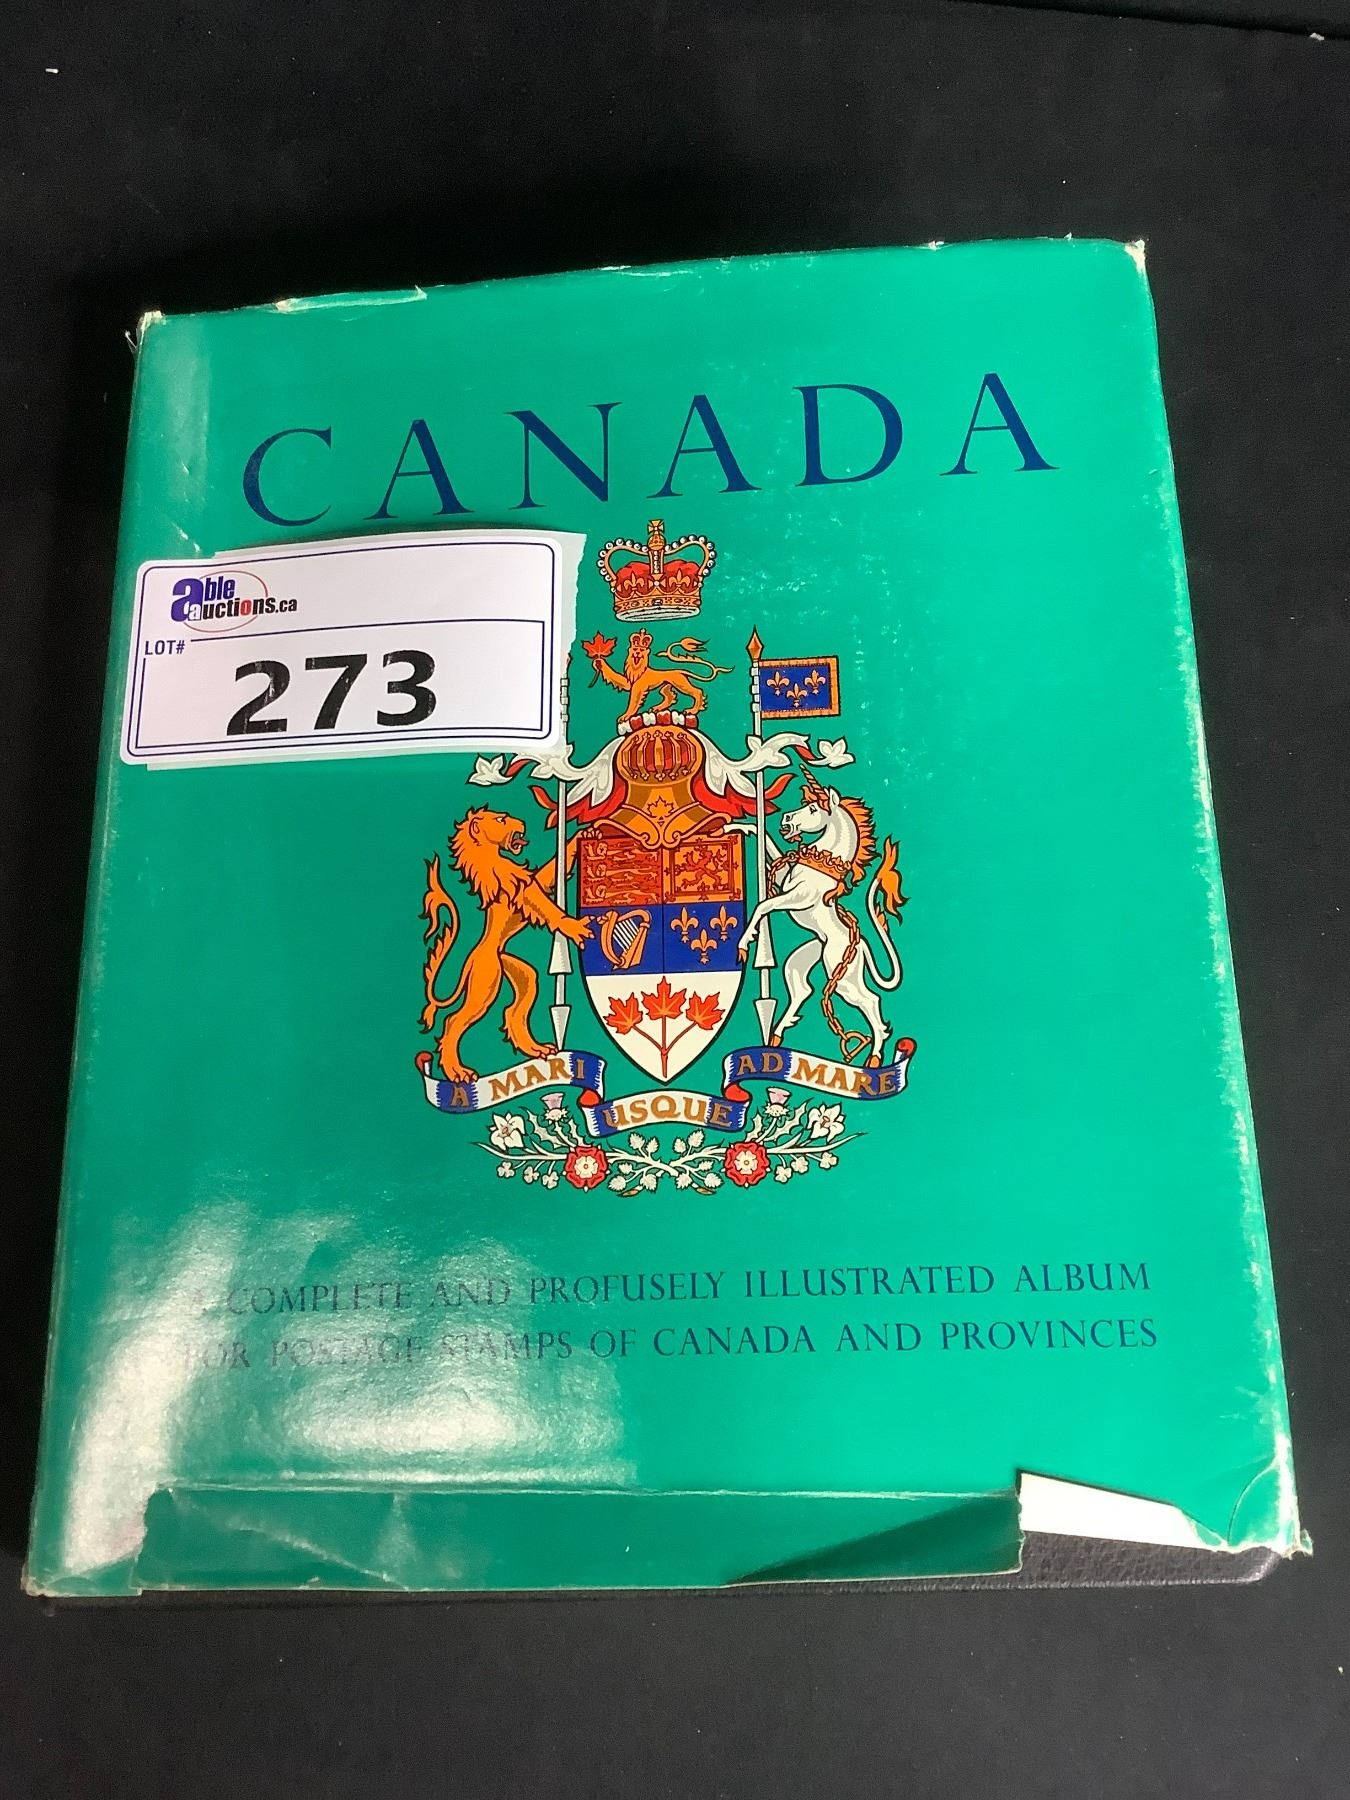 CANADA
able
auctions.ca
LOT#
273
A MARI USQUE AD MARE
A COMPLETE AND PROFUSELY ILLUSTRATED ALBUM
FOR POSTAGE STAMPS OF CANADA AND PROVINCES